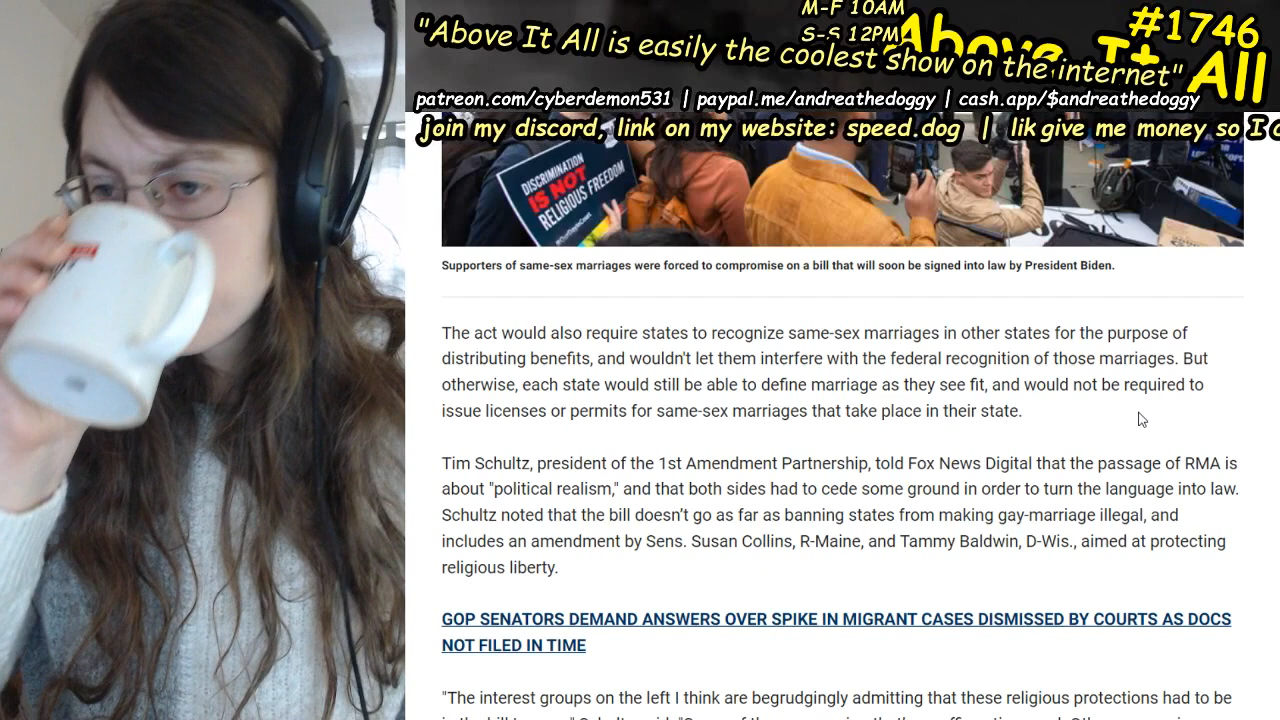 M-F 10AM
S-S 12PM
Above It All
#1746
"Above It All is easily the coolest show on the internet"
patreon.com/cyberdemon531 | paypal.me/andreathedoggy | cash.app/$andreathedoggy
join my discord, link on my website: speed.dog | lik give me money so I
DISCRIMINATION
IS NOT
RELIGIOUS FREEDOM
Supporters of same-sex marriages were forced to compromise on a bill that will soon be signed into law by President Biden.
The act would also require states to recognize same-sex marriages in other states for the purpose of
distributing benefits, and wouldn't let them interfere with the federal recognition of those marriages. But
otherwise, each state would still be able to define marriage as they see fit, and would not be required to
issue licenses or permits for same-sex marriages that take place in their state.
Tim Schultz, president of the 1st Amendment Partnership, told Fox News Digital that the passage of RMA is
about "political realism," and that both sides had to cede some ground in order to turn the language into law.
Schultz noted that the bill doesn't go as far as banning states from making gay-marriage illegal, and
includes an amendment by Sens. Susan Collins, R-Maine, and Tammy Baldwin, D-Wis., aimed at protecting
religious liberty.
GOP SENATORS DEMAND ANSWERS OVER SPIKE IN MIGRANT CASES DISMISSED BY COURTS AS DOCS
NOT FILED IN TIME
"The interest groups on the left I think are begrudgingly admitting that these religious protections had to be